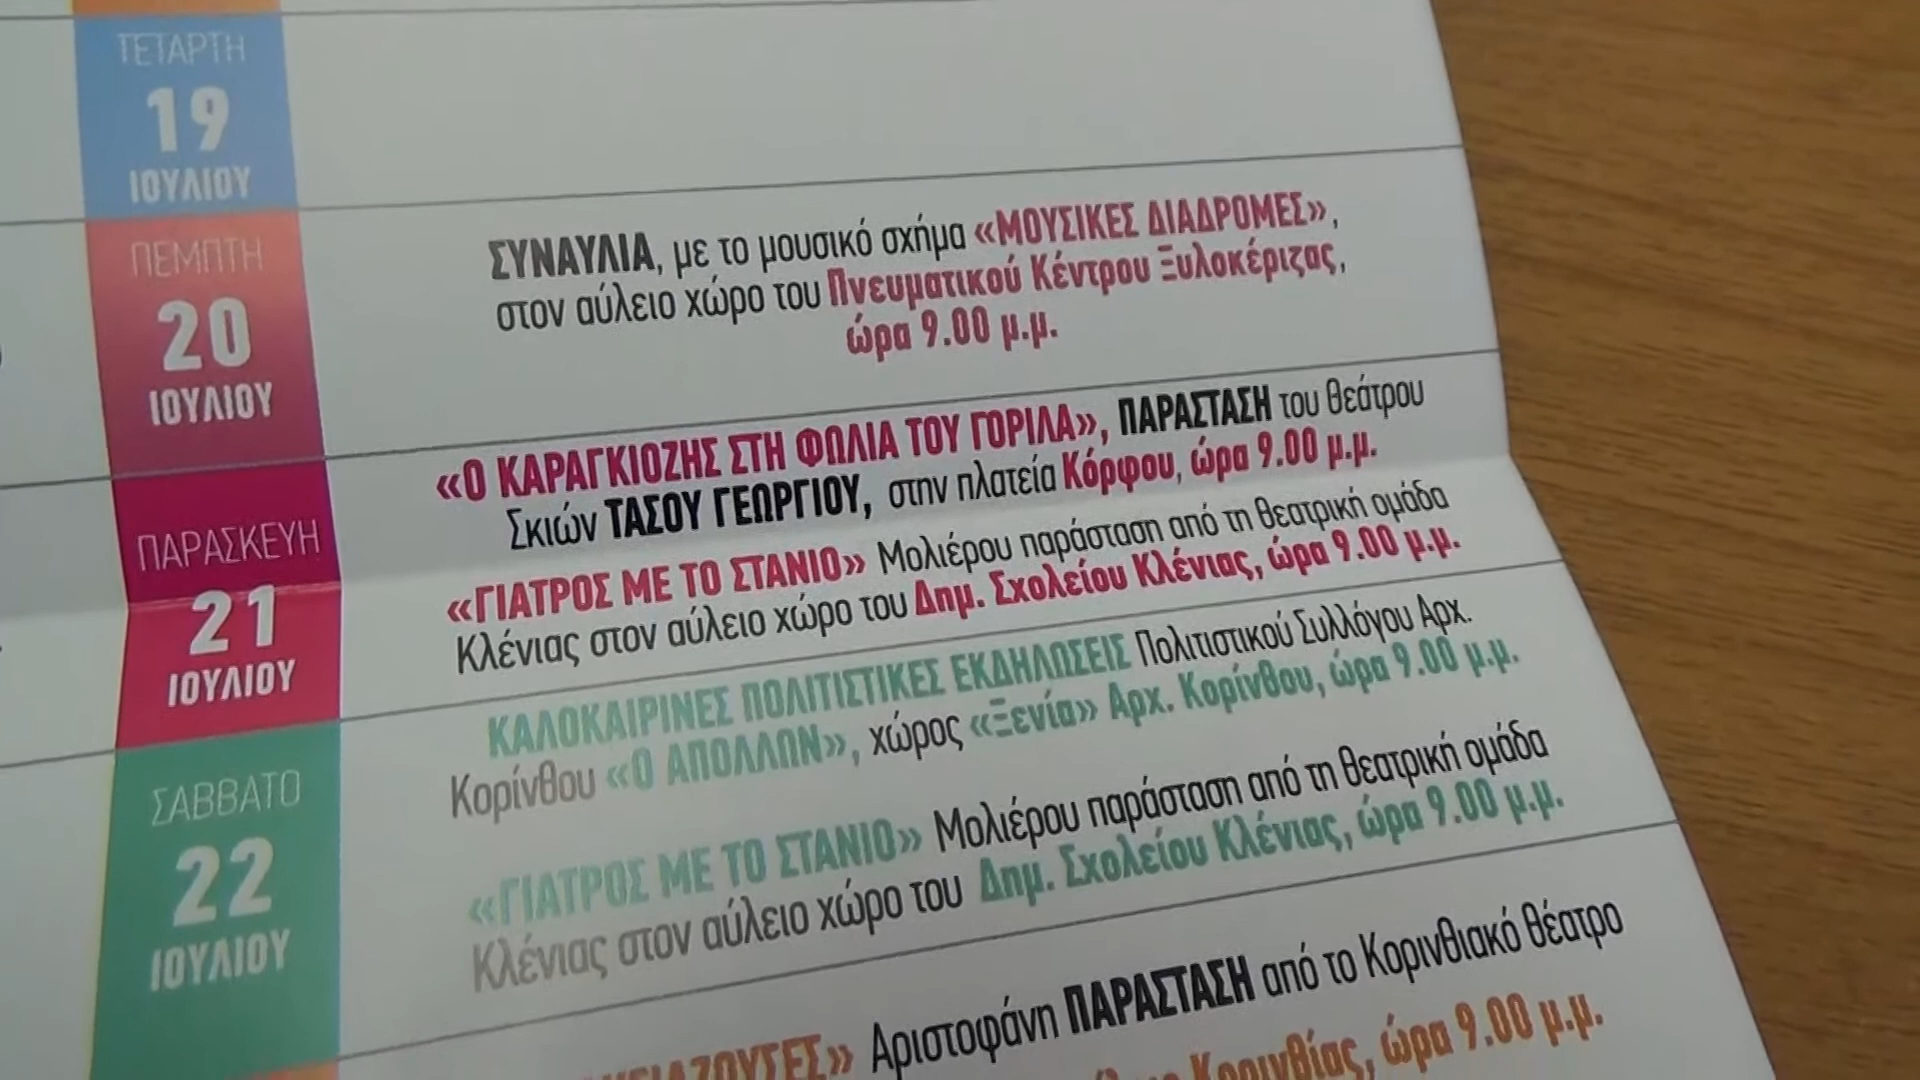 ΤΕΤΑΡΤΗ
19
ΙΟΥΛΙΟΥ
ΠΕΜΠΤΗ
20
ΙΟΥΛΙΟΥ
ΣΥΝΑΥΛΙΑ, με το μουσικό σχήμα «ΜΟΥΣΙΚΕΣ ΔΙΑΔΡΟΜΕΣ»,
στον αύλειο χώρο του Πνευματικού Κέντρου Ξυλοκέριζας,
ώρα 9.00 μ.μ.
ΠΑΡΑΣΚΕΥΗ
21
ΙΟΥΛΙΟΥ
«Ο ΚΑΡΑΓΚΙΟΖΗΣ ΣΤΗ ΦΩΛΙΑ ΤΟΥ ΓΟΡΙΛΑ», ΠΑΡΑΣΤΑΣΗ του Θεάτρου
Σκιών ΤΑΣΟΥ ΓΕΩΡΓΙΟΥ, στην πλατεία Κόρφου, ώρα 9.00 μ.μ.
«ΓΙΑΤΡΟΣ ΜΕ ΤΟ ΣΤΑΝΙΟ» Μολιέρου παράσταση από τη θεατρική ομάδα
Κλένιας στον αύλειο χώρο του Δημ. Σχολείου Κλένιας, ώρα 9.00 μ.μ.
ΣΑΒΒΑΤΟ
22
ΙΟΥΛΙΟΥ
ΚΑΛΟΚΑΙΡΙΝΕΣ ΠΟΛΙΤΙΣΤΙΚΕΣ ΕΚΔΗΛΩΣΕΙΣ Πολιτιστικού Συλλόγου Αρχ.
Κορίνθου «Ο ΑΠΟΛΛΩΝ», χώρος «Ξενία» Αρχ. Κορίνθου, ώρα 9.00 μ.μ.
«ΓΙΑΤΡΟΣ ΜΕ ΤΟ ΣΤΑΝΙΟ» Μολιέρου παράσταση από τη θεατρική ομάδα
Κλένιας στον αύλειο χώρο του Δημ. Σχολείου Κλένιας, ώρα 9.00 μ.μ.
Αριστοφάνη ΠΑΡΑΣΤΑΣΗ από το Κορινθιακό θέατρο
Κορινθίας, ώρα 9.00 μ.μ.